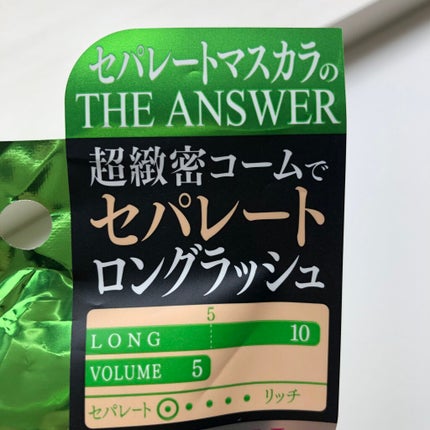 セパレートマスカラの
THE ANSWER
超緻密コームで
セパレート
ロングラッシュ
5
LONG 10
VOLUME 5
セパレート リッチ